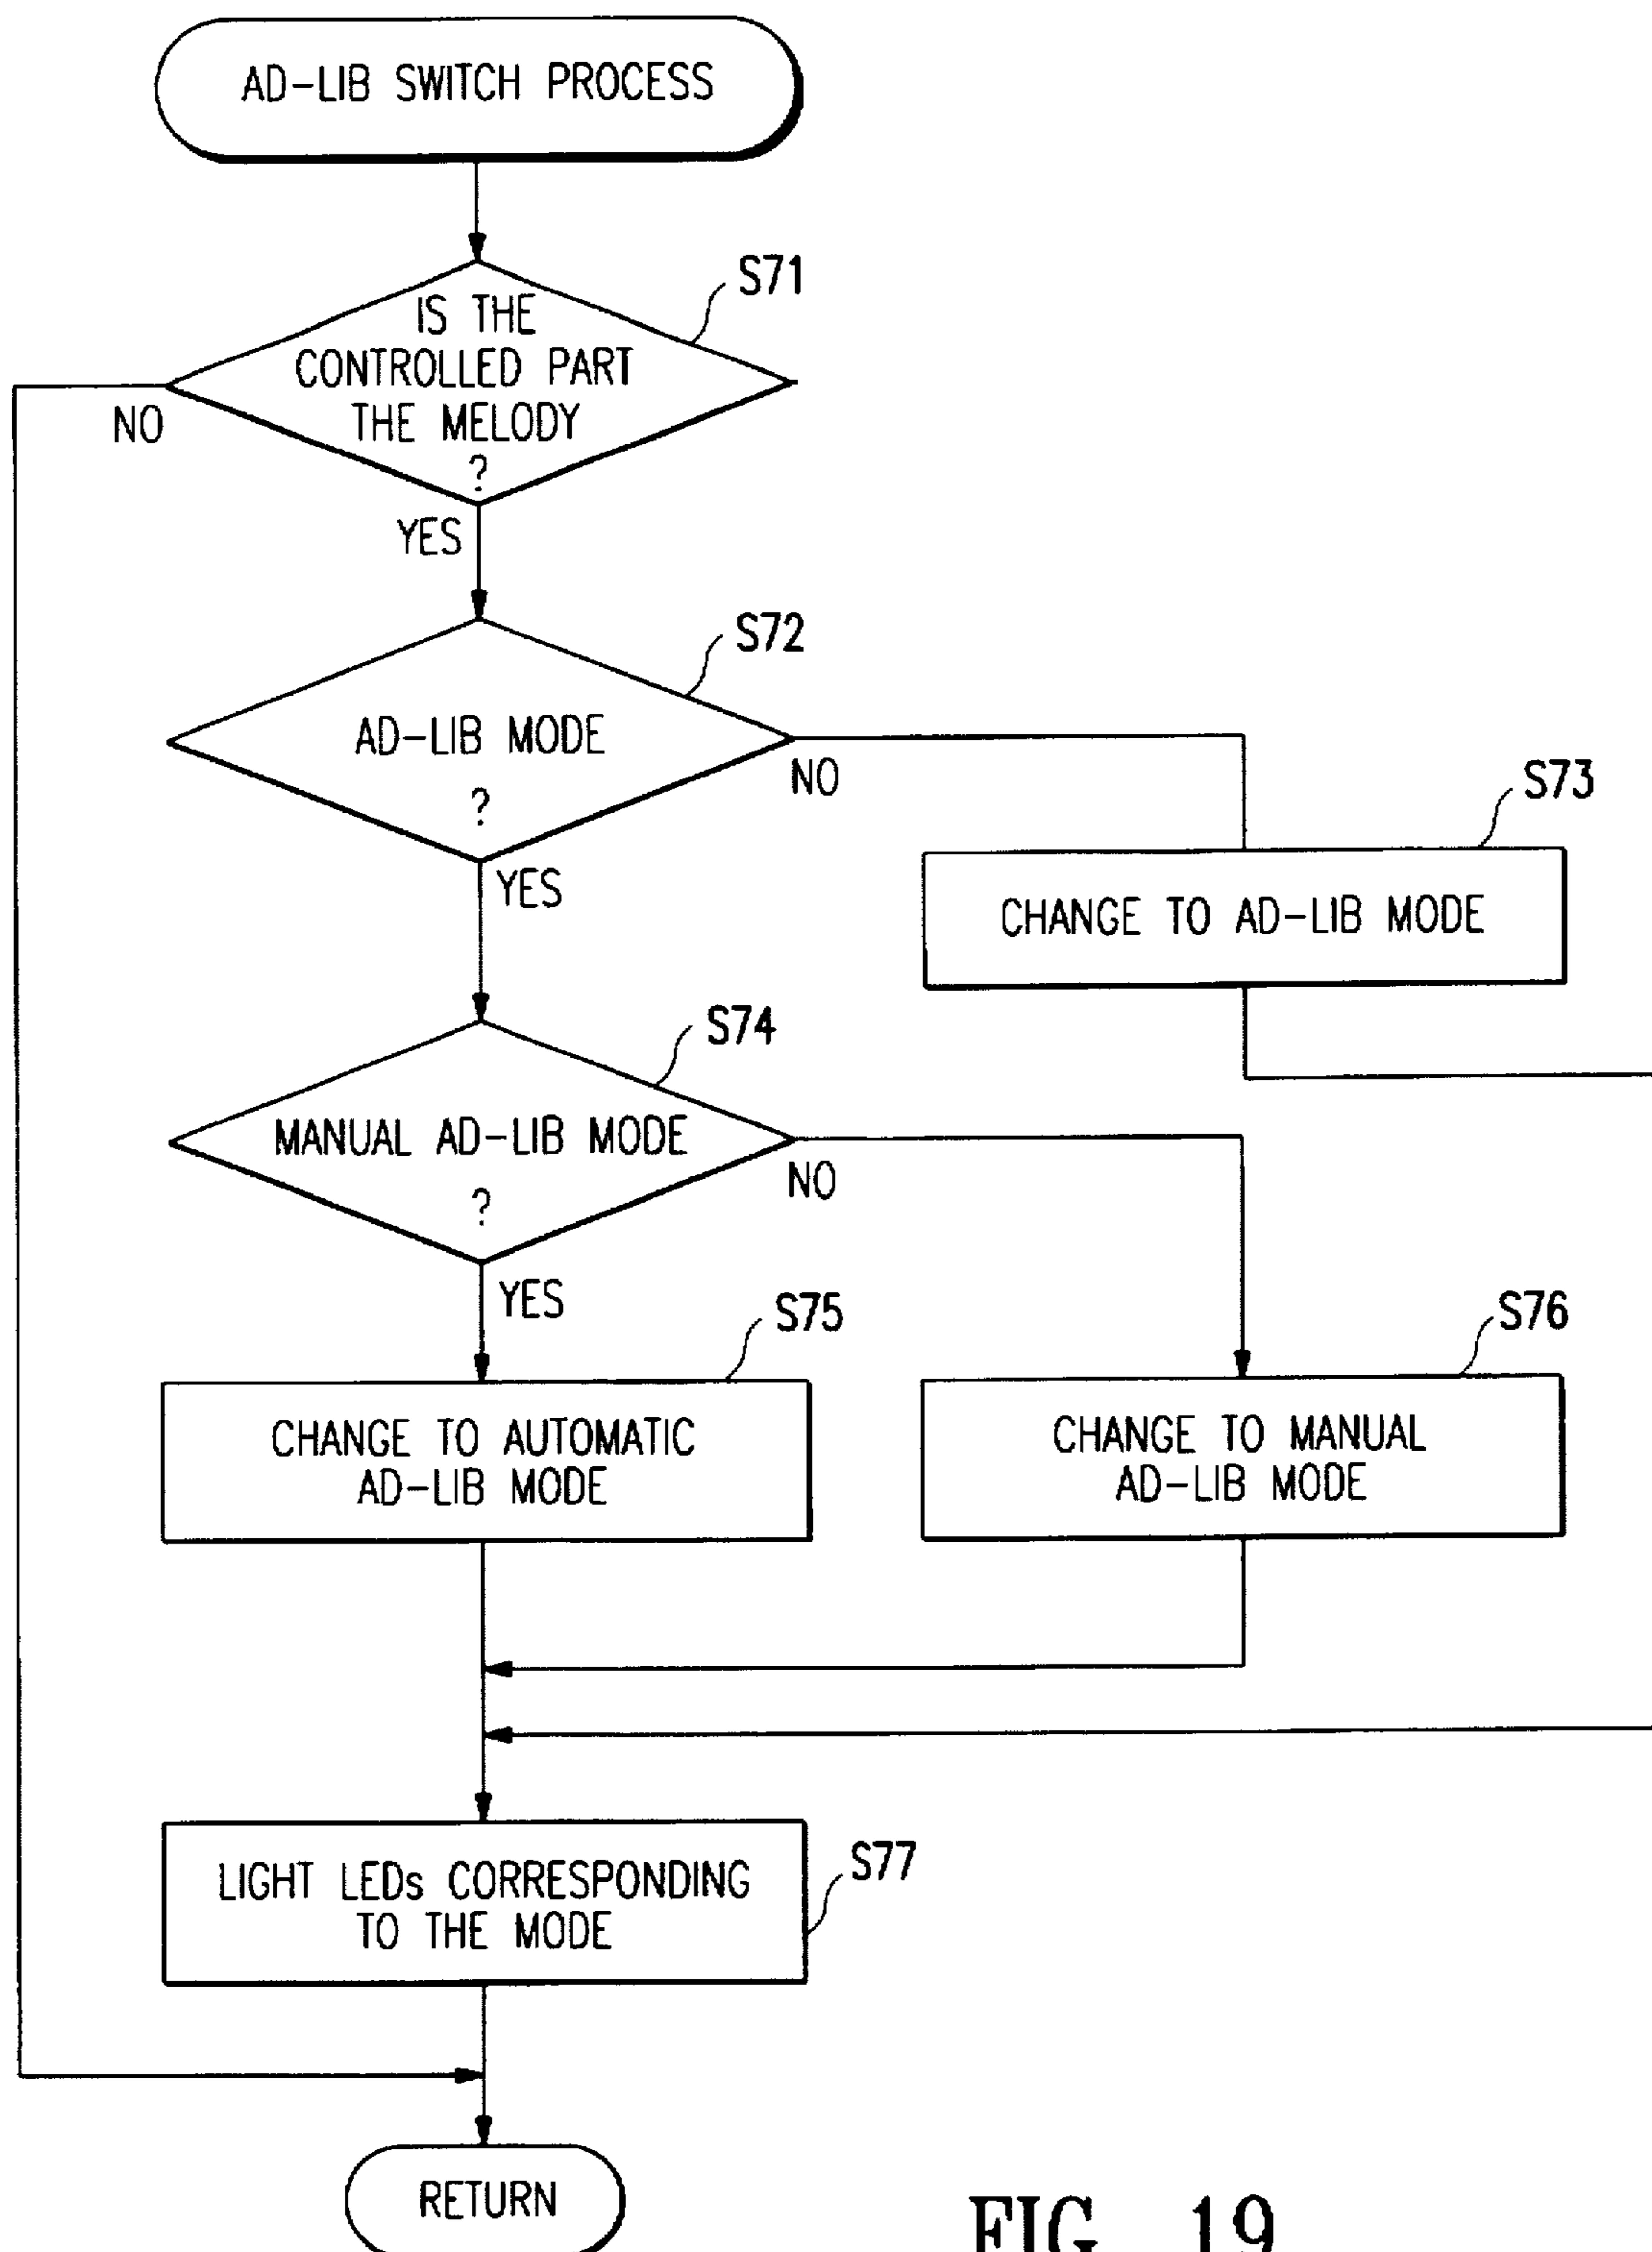 AD-LIB SWITCH PROCESS
S71
IS THE
CONTROLLED PART
THE MELODY
?
NO
YES
S72
AD-LIB MODE
?
NO
YES
S73
CHANGE TO AD-LIB MODE
S74
MANUAL AD-LIB MODE
?
NO
YES
S75
CHANGE TO AUTOMATIC
AD-LIB MODE
S76
CHANGE TO MANUAL
AD-LIB MODE
S77
LIGHT LEDs CORRESPONDING
TO THE MODE
RETURN
FIG. 19